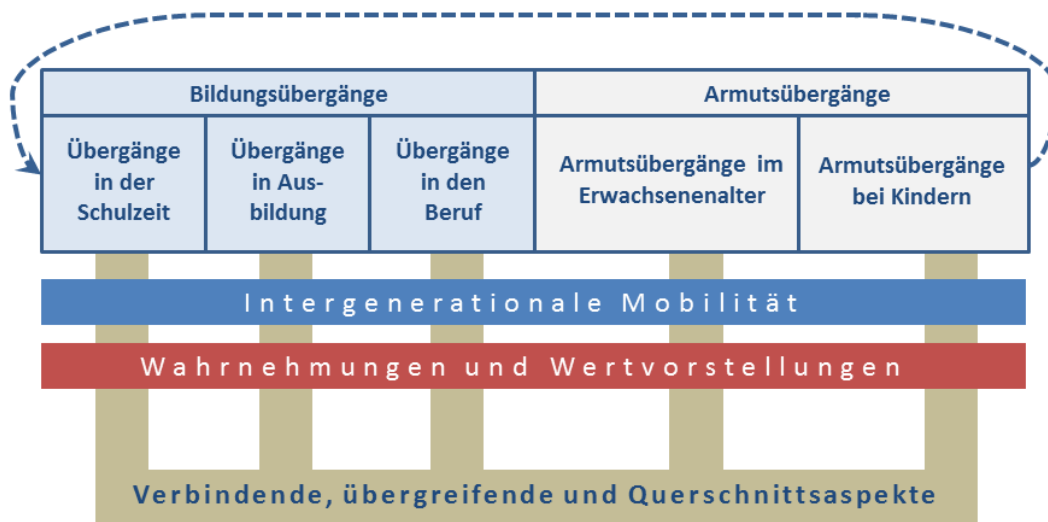 Bildungsübergänge
Armutsübergänge
Übergänge
in der
Schulzeit
Übergänge
in Aus-
bildung
Übergänge
in den
Beruf
Armutsübergänge im
Erwachsenenalter
Armutsübergänge
bei Kindern
Intergenerationale Mobilität
Wahrnehmungen und Wertvorstellungen
Verbindende, übergreifende und Querschnittsaspekte